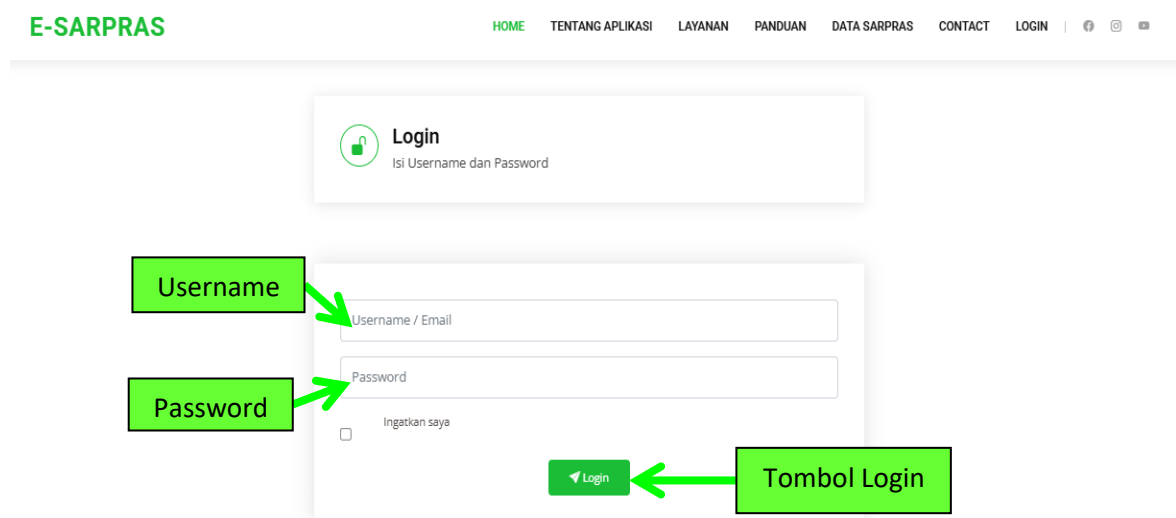 E-SARPRAS
HOME TENTANG APLIKASI LAYANAN PANDUAN DATA SARPRAS CONTACT LOGIN
Login
Isi Username dan Password
Username
Username / Email
Password
Password
Ingatkan saya
Login
Tombol Login